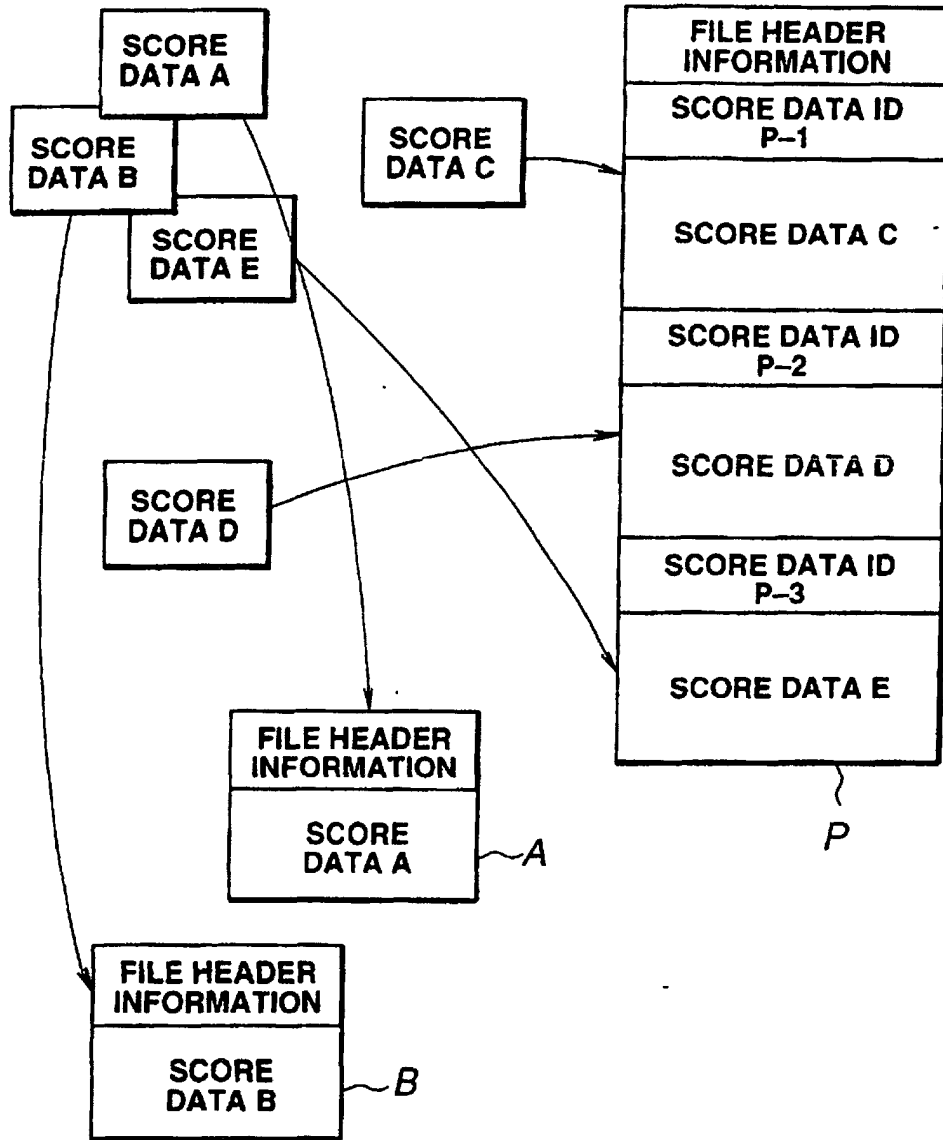 SCORE
DATA A
SCORE
DATA B
SCORE
DATA E
SCORE
DATA C
SCORE
DATA D
FILE HEADER
INFORMATION
SCORE DATA ID
P-1
SCORE DATA C
SCORE DATA ID
P-2
SCORE DATA D
SCORE DATA ID
P-3
SCORE DATA E
P
FILE HEADER
INFORMATION
SCORE
DATA A
A
FILE HEADER
INFORMATION
SCORE
DATA B
B